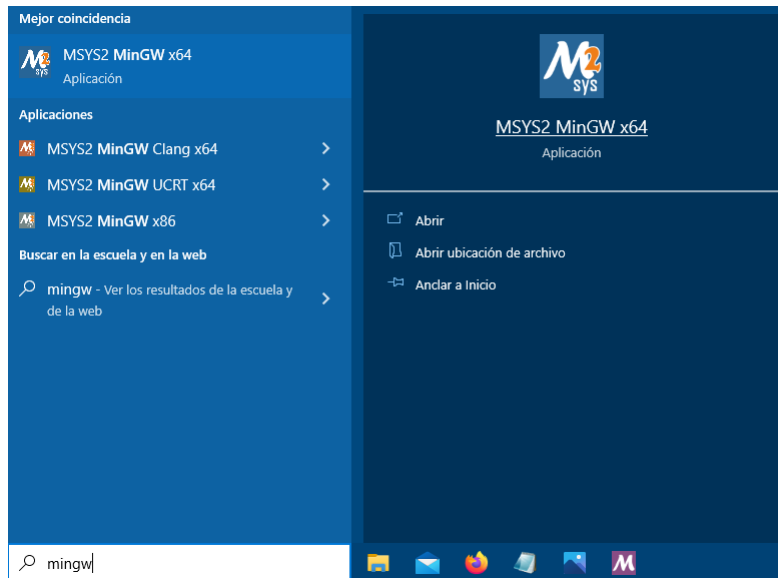 Mejor coincidencia
MSYS2 MinGW x64
Aplicación
Aplicaciones
MSYS2 MinGW Clang x64
MSYS2 MinGW UCRT x64
MSYS2 MinGW x86
Buscar en la escuela y en la web
mingw - Ver los resultados de la escuela y
de la web
M2
sys
MSYS2 MinGW x64
Aplicación
Abrir
Abrir ubicación de archivo
Anclar a Inicio
mingw